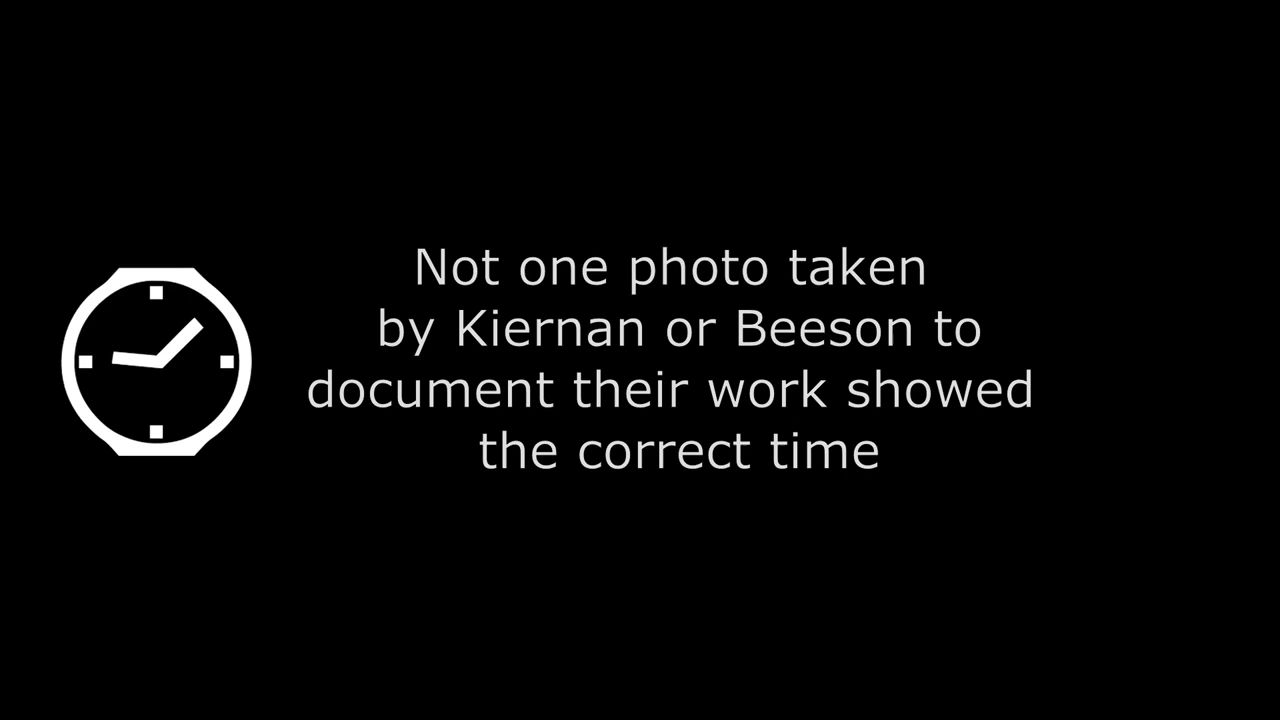 Not one photo taken
by Kiernan or Beeson to
document their work showed
the correct time